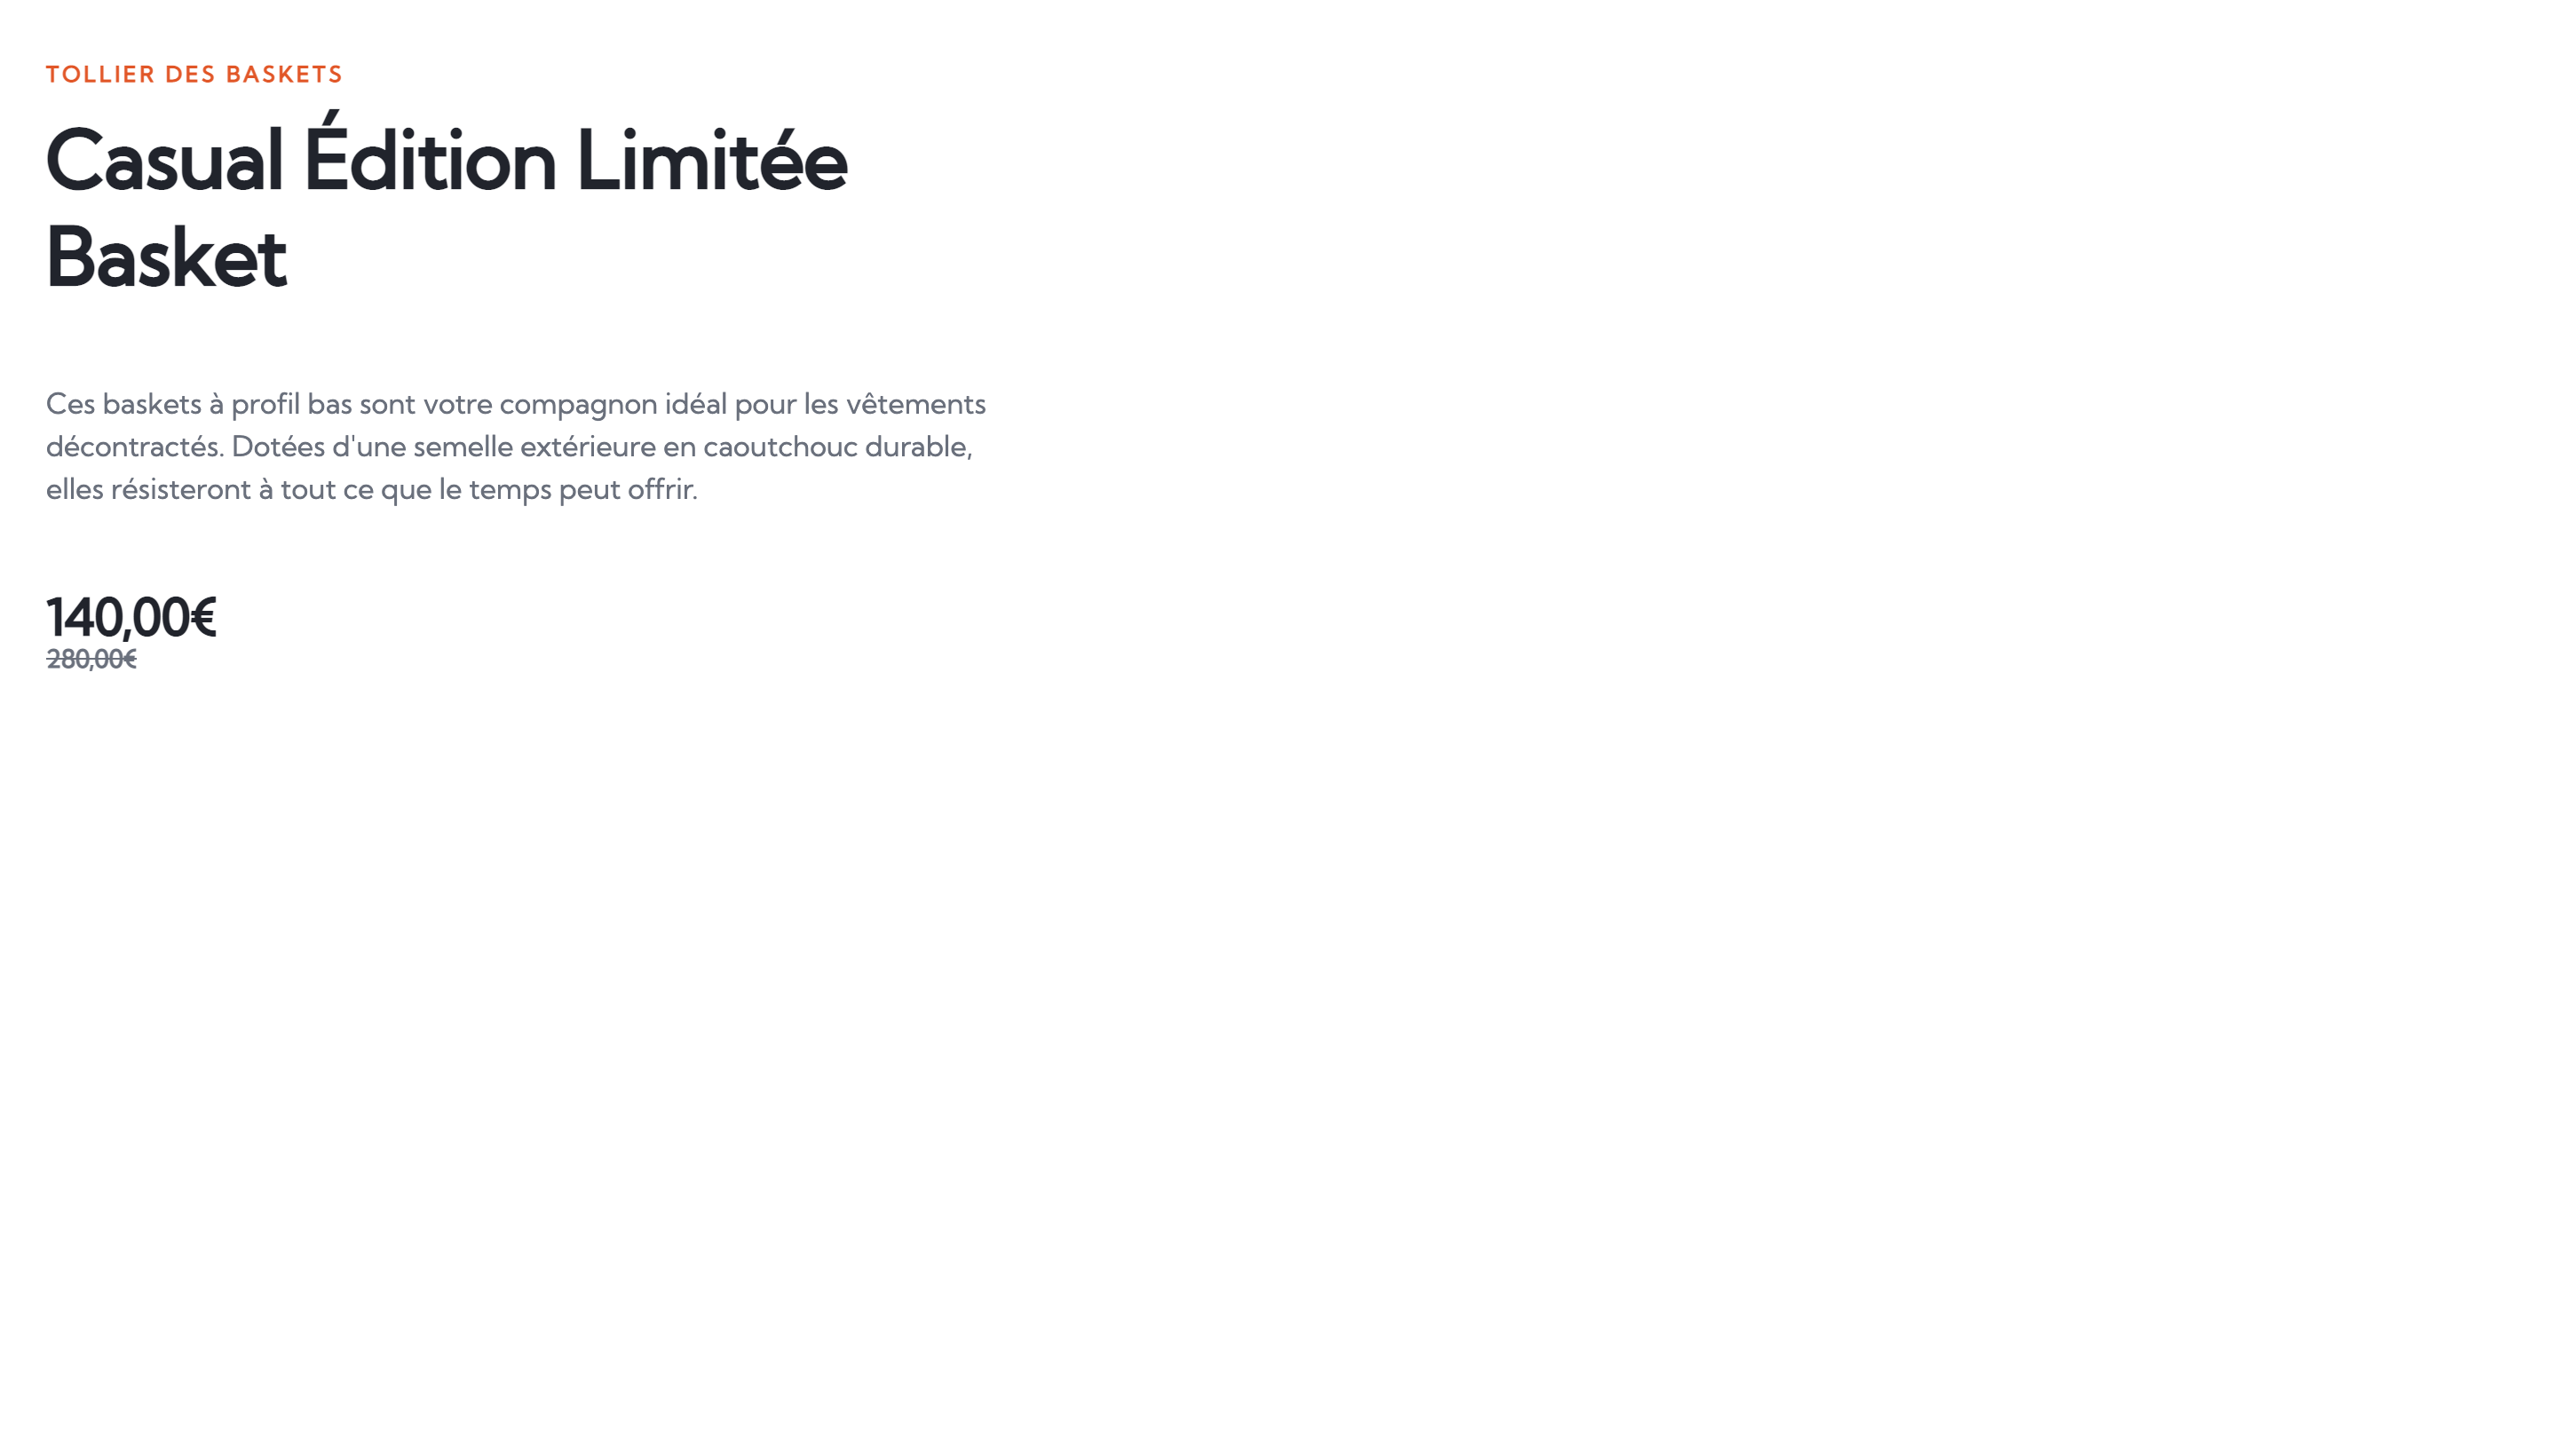 TOLLIER DES BASKETS
Casual Édition Limitée
Basket
Ces baskets à profil bas sont votre compagnon idéal pour les vêtements
décontractés. Dotées d'une semelle extérieure en caoutchouc durable,
elles résisteront à tout ce que le temps peut offrir.
140,00€
280,00€